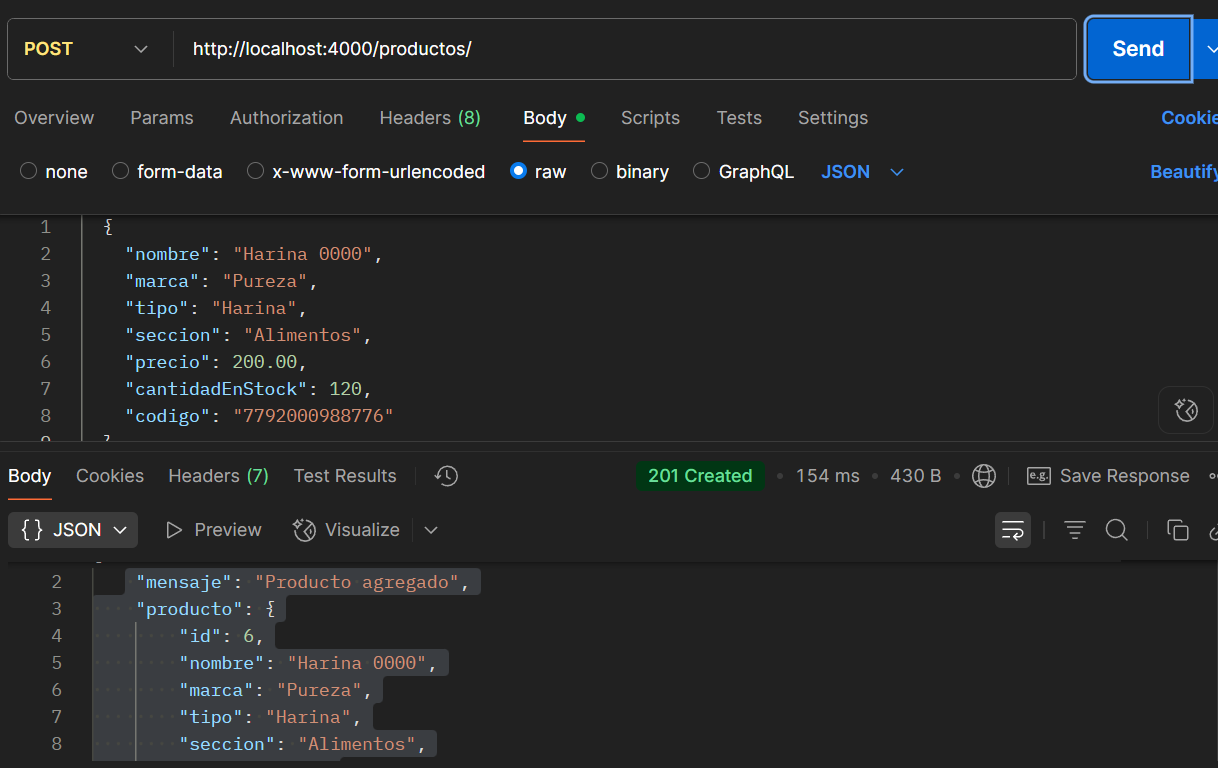 POST http://localhost:4000/productos/ Send
Overview Params Authorization Headers (8) Body Scripts Tests Settings Cookie
none form-data x-www-form-urlencoded raw binary GraphQL JSON Beautify
1 {
2 "nombre": "Harina 0000",
3 "marca": "Pureza",
4 "tipo": "Harina",
5 "seccion": "Alimentos",
6 "precio": 200.00,
7 "cantidadEnStock": 120,
8 "codigo": "7792000988776"
Body Cookies Headers (7) Test Results 201 Created 154 ms 430 B e.g. Save Response
{} JSON Preview Visualize
2 "mensaje": "Producto agregado",
3 "producto": {
4 "id": 6,
5 "nombre": "Harina 0000",
6 "marca": "Pureza",
7 "tipo": "Harina",
8 "seccion": "Alimentos",